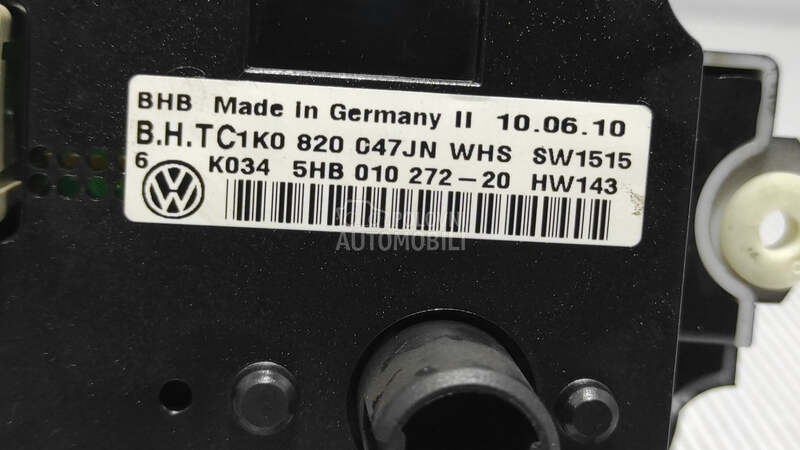 BHB Made in Germany II 10.06.10
B.H.TC1K0 820 047JN WHS SW1515
6 K034 5HB 010 272-20 HW143
POLOVNI
AUTOMOBILI